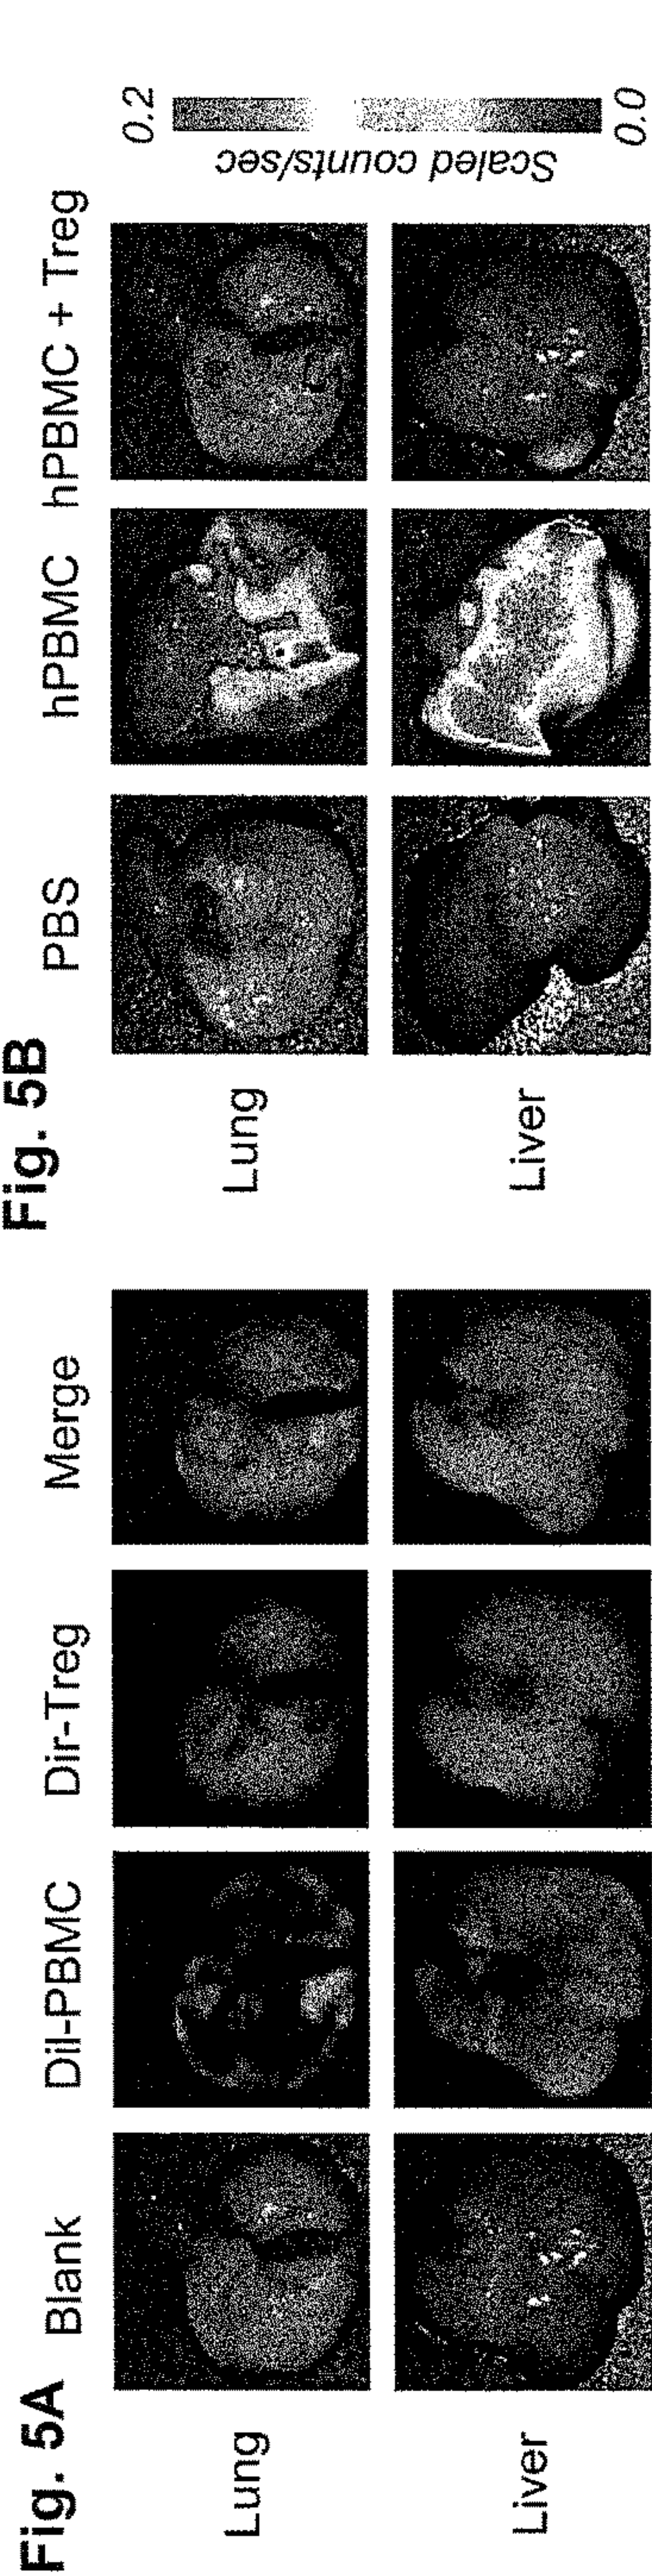 Fig. 5A
Blank
Dil-PBMC
Dir-Treg
Merge
Lung
Liver
Fig. 5B
PBS
hPBMC
hPBMC + Treg
Lung
Liver
0.2
Scaled counts/sec
0.0